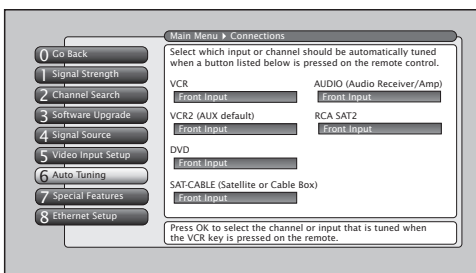 Main Menu ▶ Connections
0 Go Back
1 Signal Strength
2 Channel Search
3 Software Upgrade
4 Signal Source
5 Video Input Setup
6 Auto Tuning
7 Special Features
8 Ethernet Setup
Select which input or channel should be automatically tuned
when a button listed below is pressed on the remote control.
VCR
Front Input
VCR2 (AUX default)
Front Input
DVD
Front Input
SAT-CABLE (Satellite or Cable Box)
Front Input
AUDIO (Audio Receiver/Amp)
Front Input
RCA SAT2
Front Input
Press OK to select the channel or input that is tuned when
the VCR key is pressed on the remote.